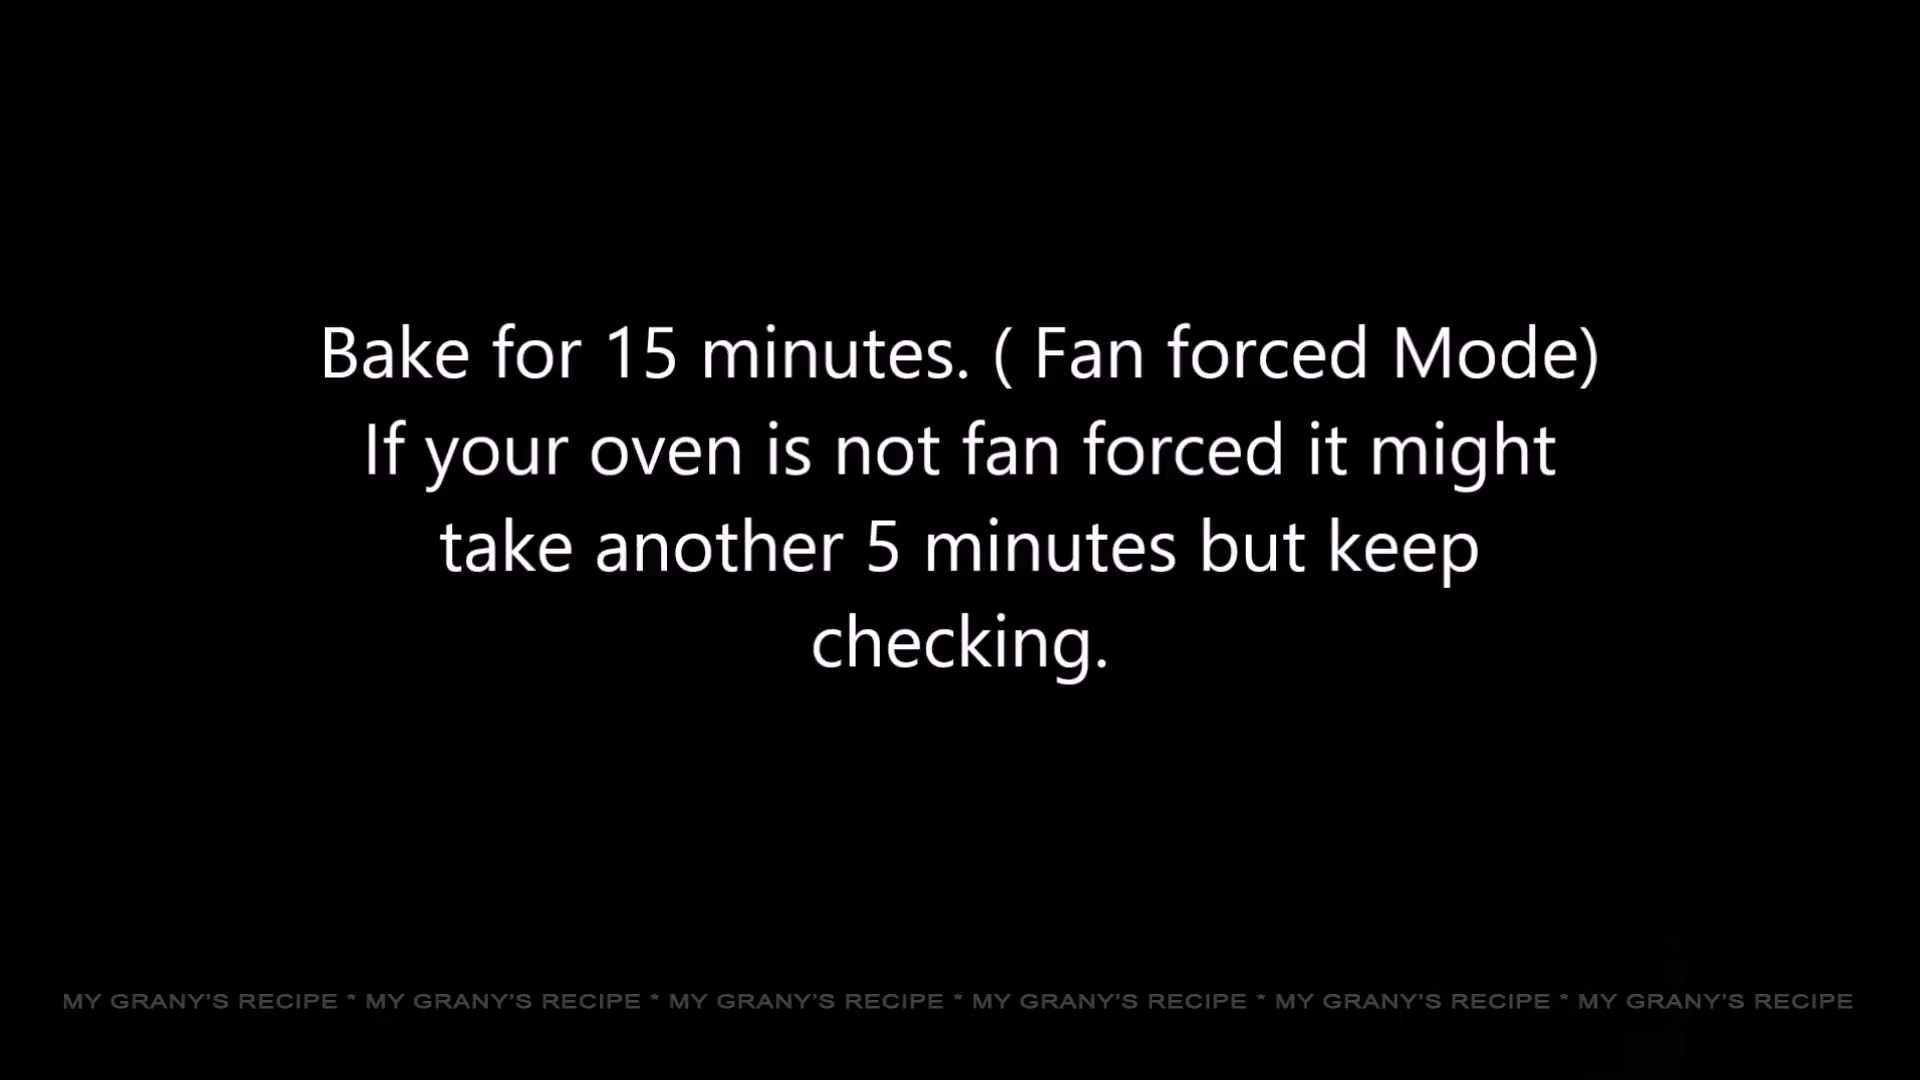 Bake for 15 minutes. ( Fan forced Mode)
If your oven is not fan forced it might
take another 5 minutes but keep
checking.
MY GRANY'S RECIPE * MY GRANY'S RECIPE * MY GRANY'S RECIPE * MY GRANY'S RECIPE * MY GRANY'S RECIPE * MY GRANY'S RECIPE